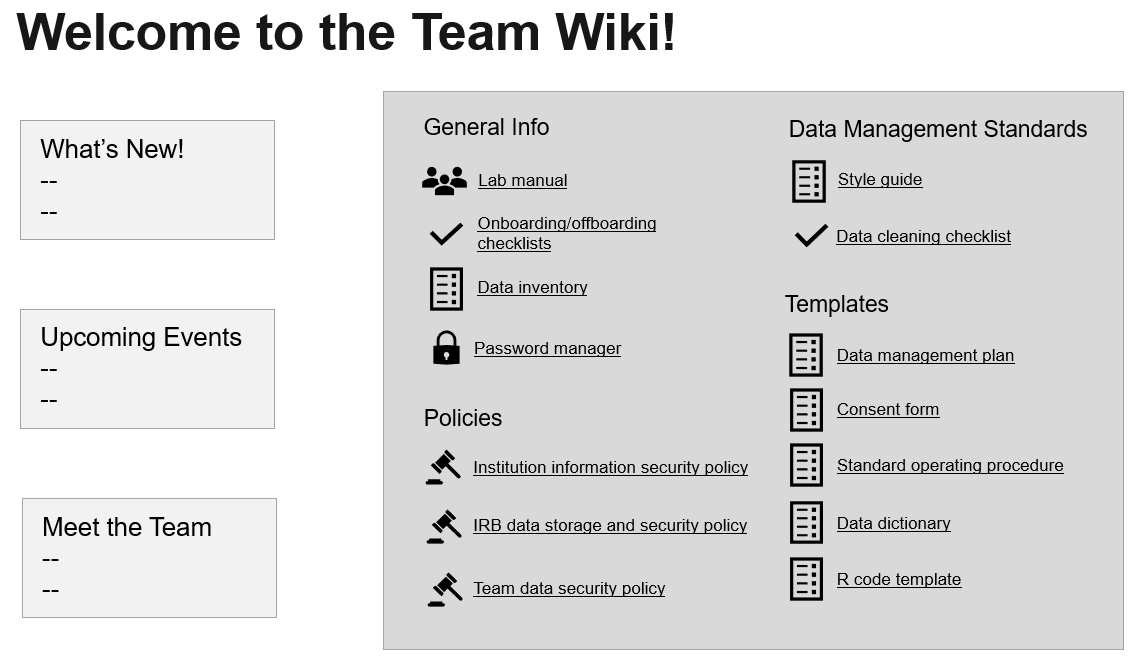 Welcome to the Team Wiki!
What's New!
--
--
Upcoming Events
--
--
Meet the Team
--
--
General Info
Lab manual
Onboarding/offboarding
checklists
Data inventory
Password manager
Policies
Institution information security policy
IRB data storage and security policy
Team data security policy
Data Management Standards
Style guide
Data cleaning checklist
Templates
Data management plan
Consent form
Standard operating procedure
Data dictionary
R code template